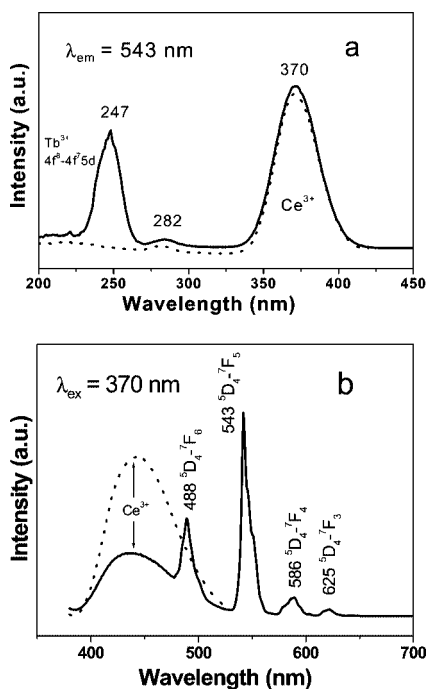 a
λem = 543 nm
370
247
Tb³⁺
4f⁸-4f⁷5d
282
Ce³⁺
Intensity (a.u.)
200 250 300 350 400 450
Wavelength (nm)
b
λex = 370 nm
543 ⁵D₄-⁷F₅
488 ⁵D₄-⁷F₆
Ce³⁺
586 ⁵D₄-⁷F₄
625 ⁵D₄-⁷F₃
Intensity (a.u.)
400 500 600 700
Wavelength (nm)